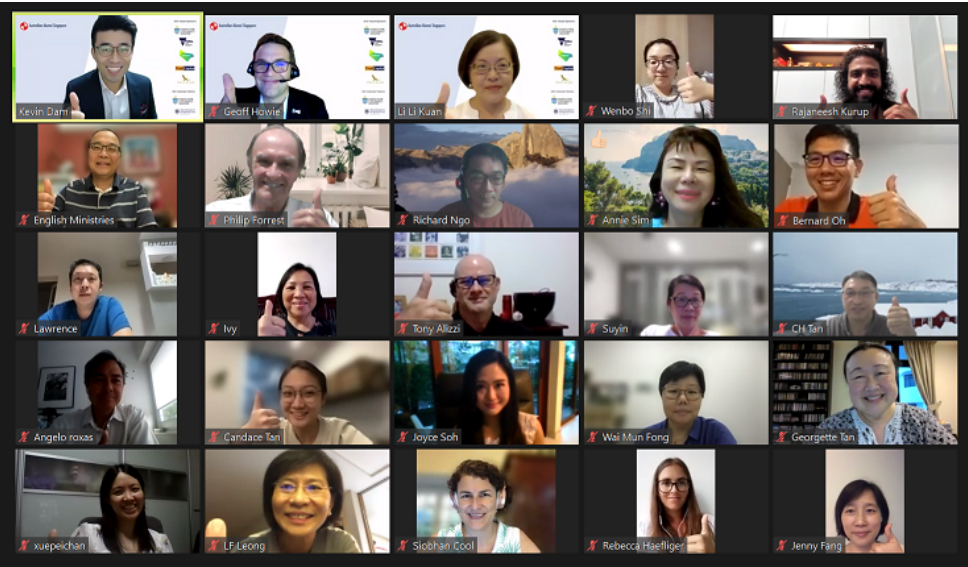 Kevin Dam
Geoff Howie
Li Li Kuan
Wenbo Shi
Rajaneesh Kurup
English Ministries
Philip Forrest
Richard Ngo
Annie Sim
Bernard Oh
Lawrence
Ivy
Tony Alizzi
Suyin
CH Tan
Angelo roxas
Candace Tan
Joyce Soh
Wai Mun Fong
Georgette Tan
xuepeichan
LF Leong
Siobhan Cool
Rebecca Haefliger
Jenny Fang